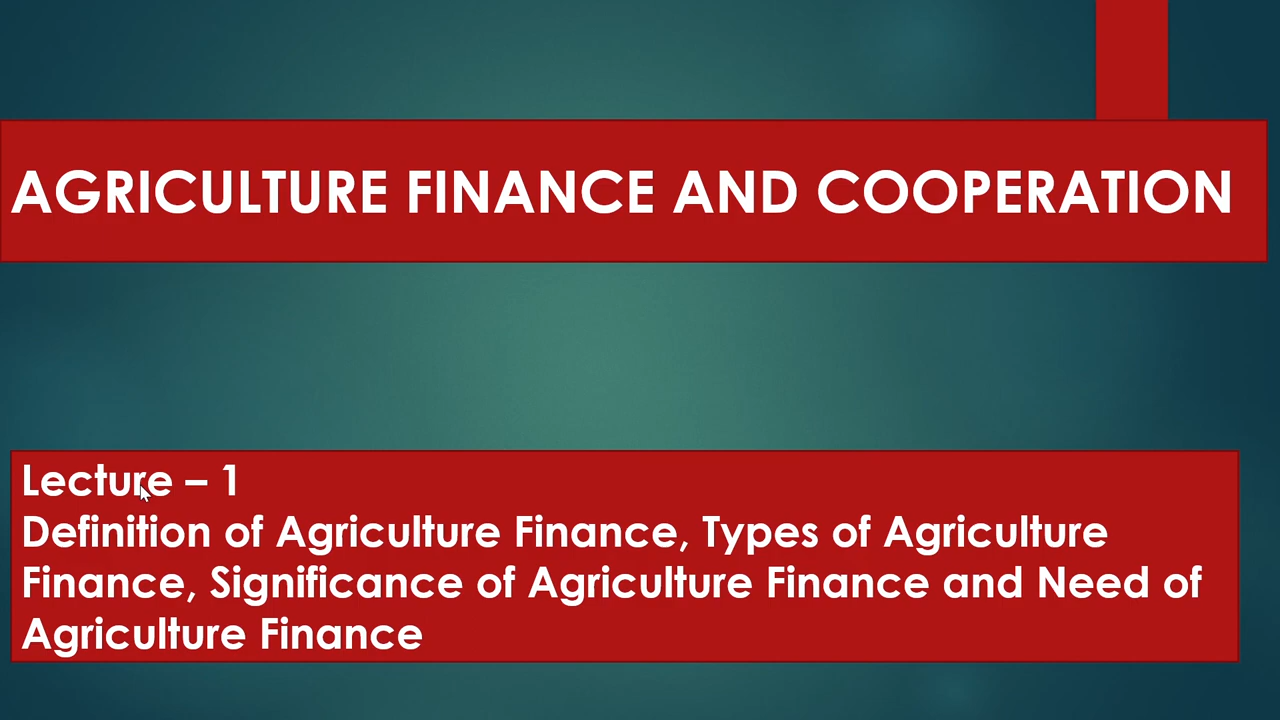 AGRICULTURE FINANCE AND COOPERATION
Lecture – 1
Definition of Agriculture Finance, Types of Agriculture
Finance, Significance of Agriculture Finance and Need of
Agriculture Finance